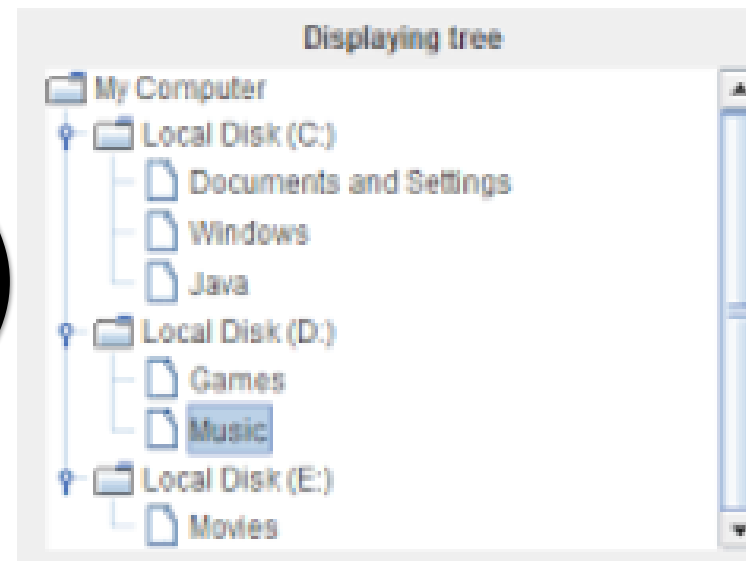 Displaying tree
My Computer
Local Disk (C:)
Documents and Settings
Windows
Java
Local Disk (D:)
Games
Music
Local Disk (E:)
Movies